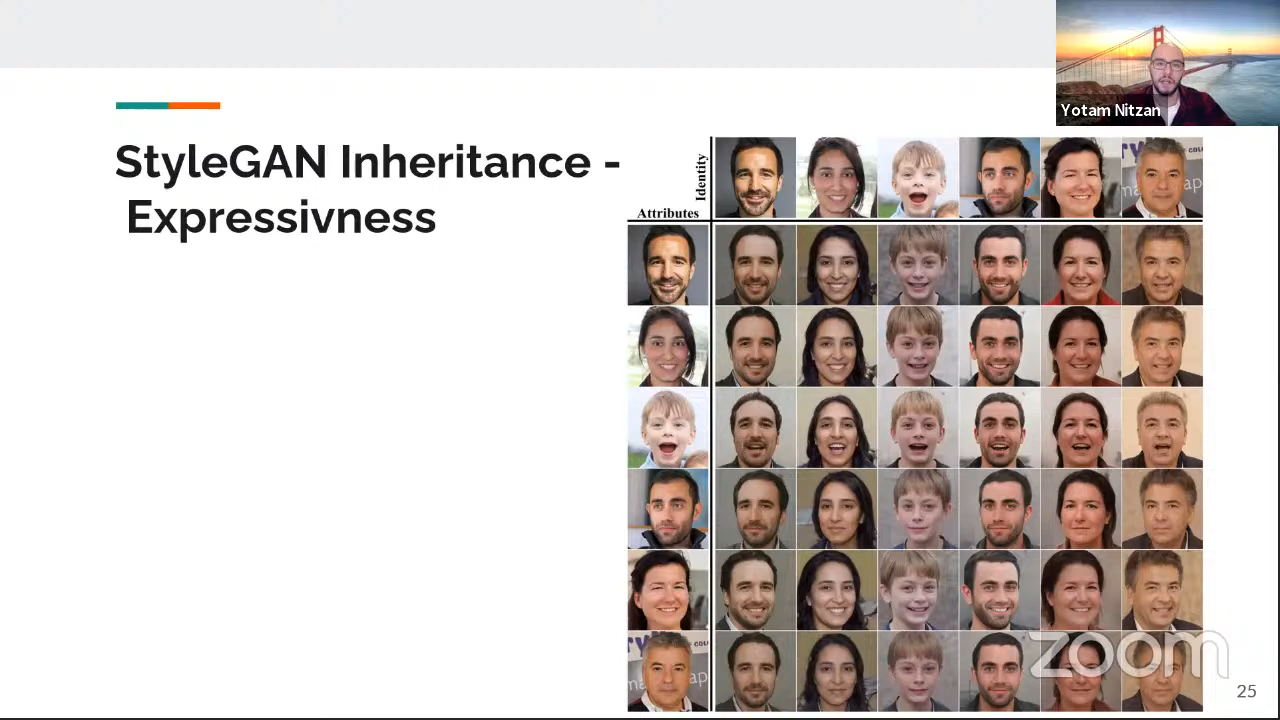 Yotam Nitzan
StyleGAN Inheritance -
Expressivness
Identity
Attributes
zoom
25